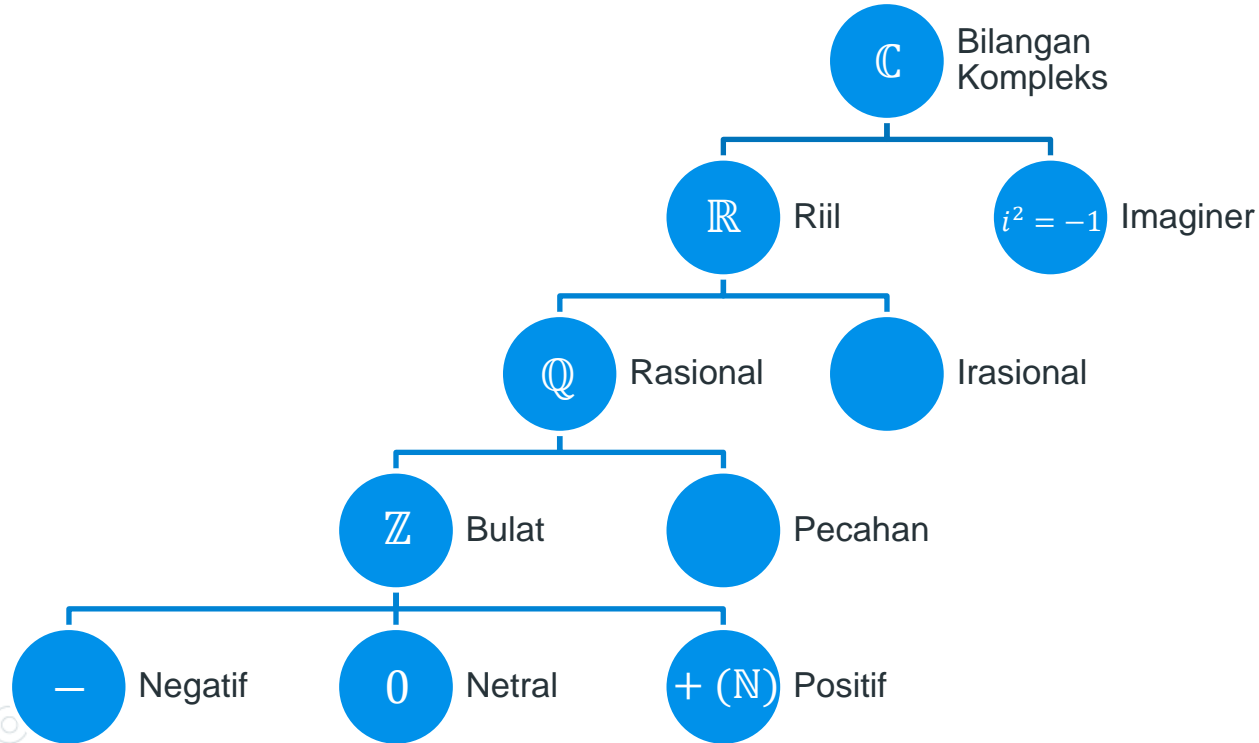 ℂ Bilangan
Kompleks
ℝ Riil
i² = −1 Imaginer
ℚ Rasional
Irasional
ℤ Bulat
Pecahan
− Negatif
0 Netral
+ (ℕ) Positif